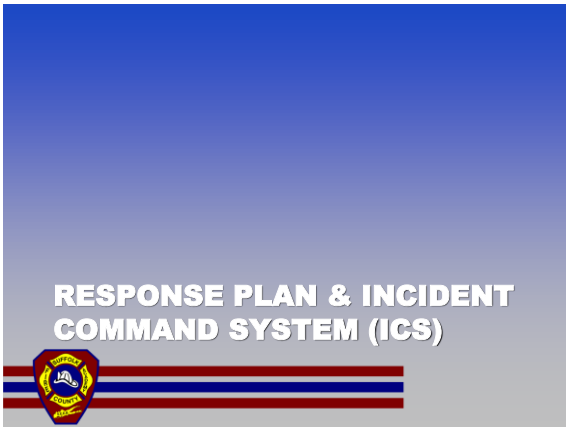 RESPONSE PLAN & INCIDENT
COMMAND SYSTEM (ICS)
SUFFOLK
COUNTY